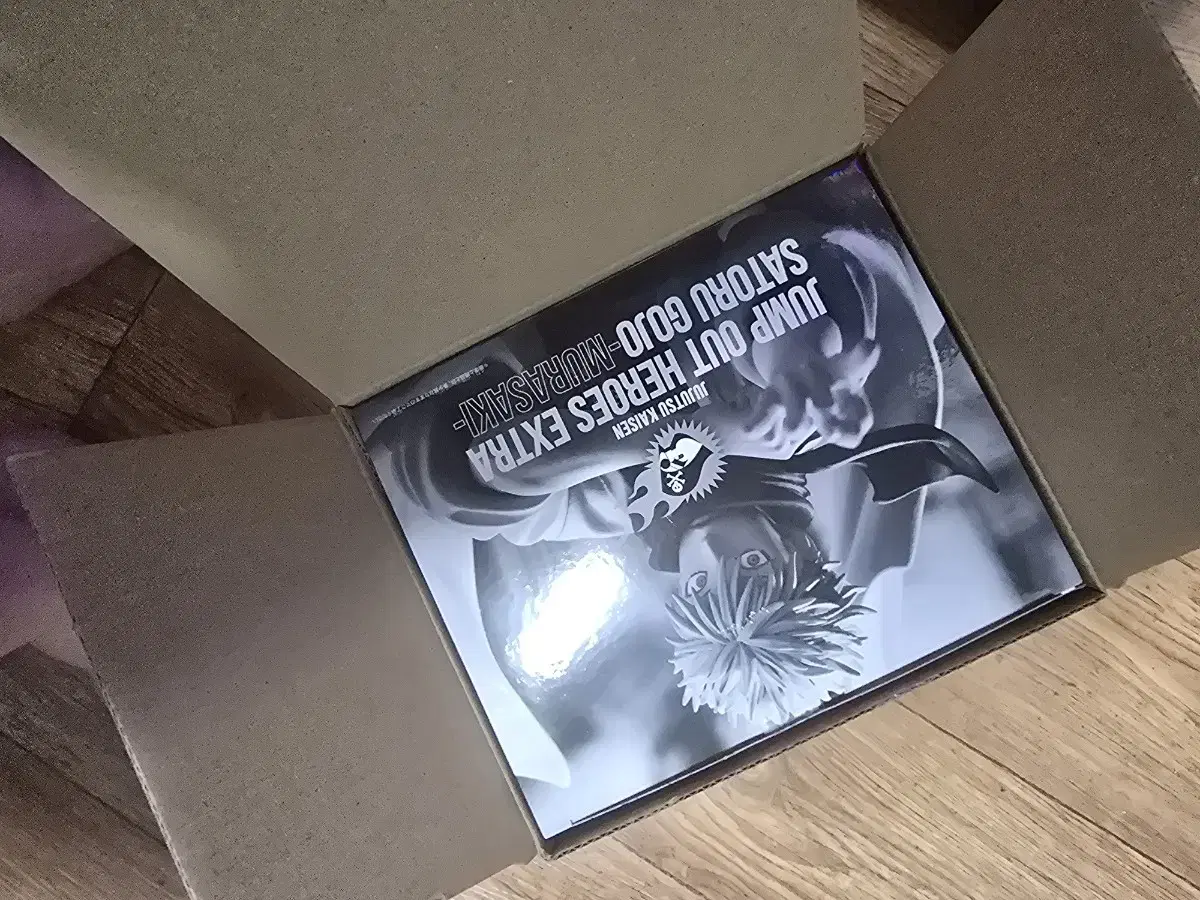 JUJUTSU KAISEN
JUMP OUT HEROES EXTRA
SATORU GOJO -MURASAKI-